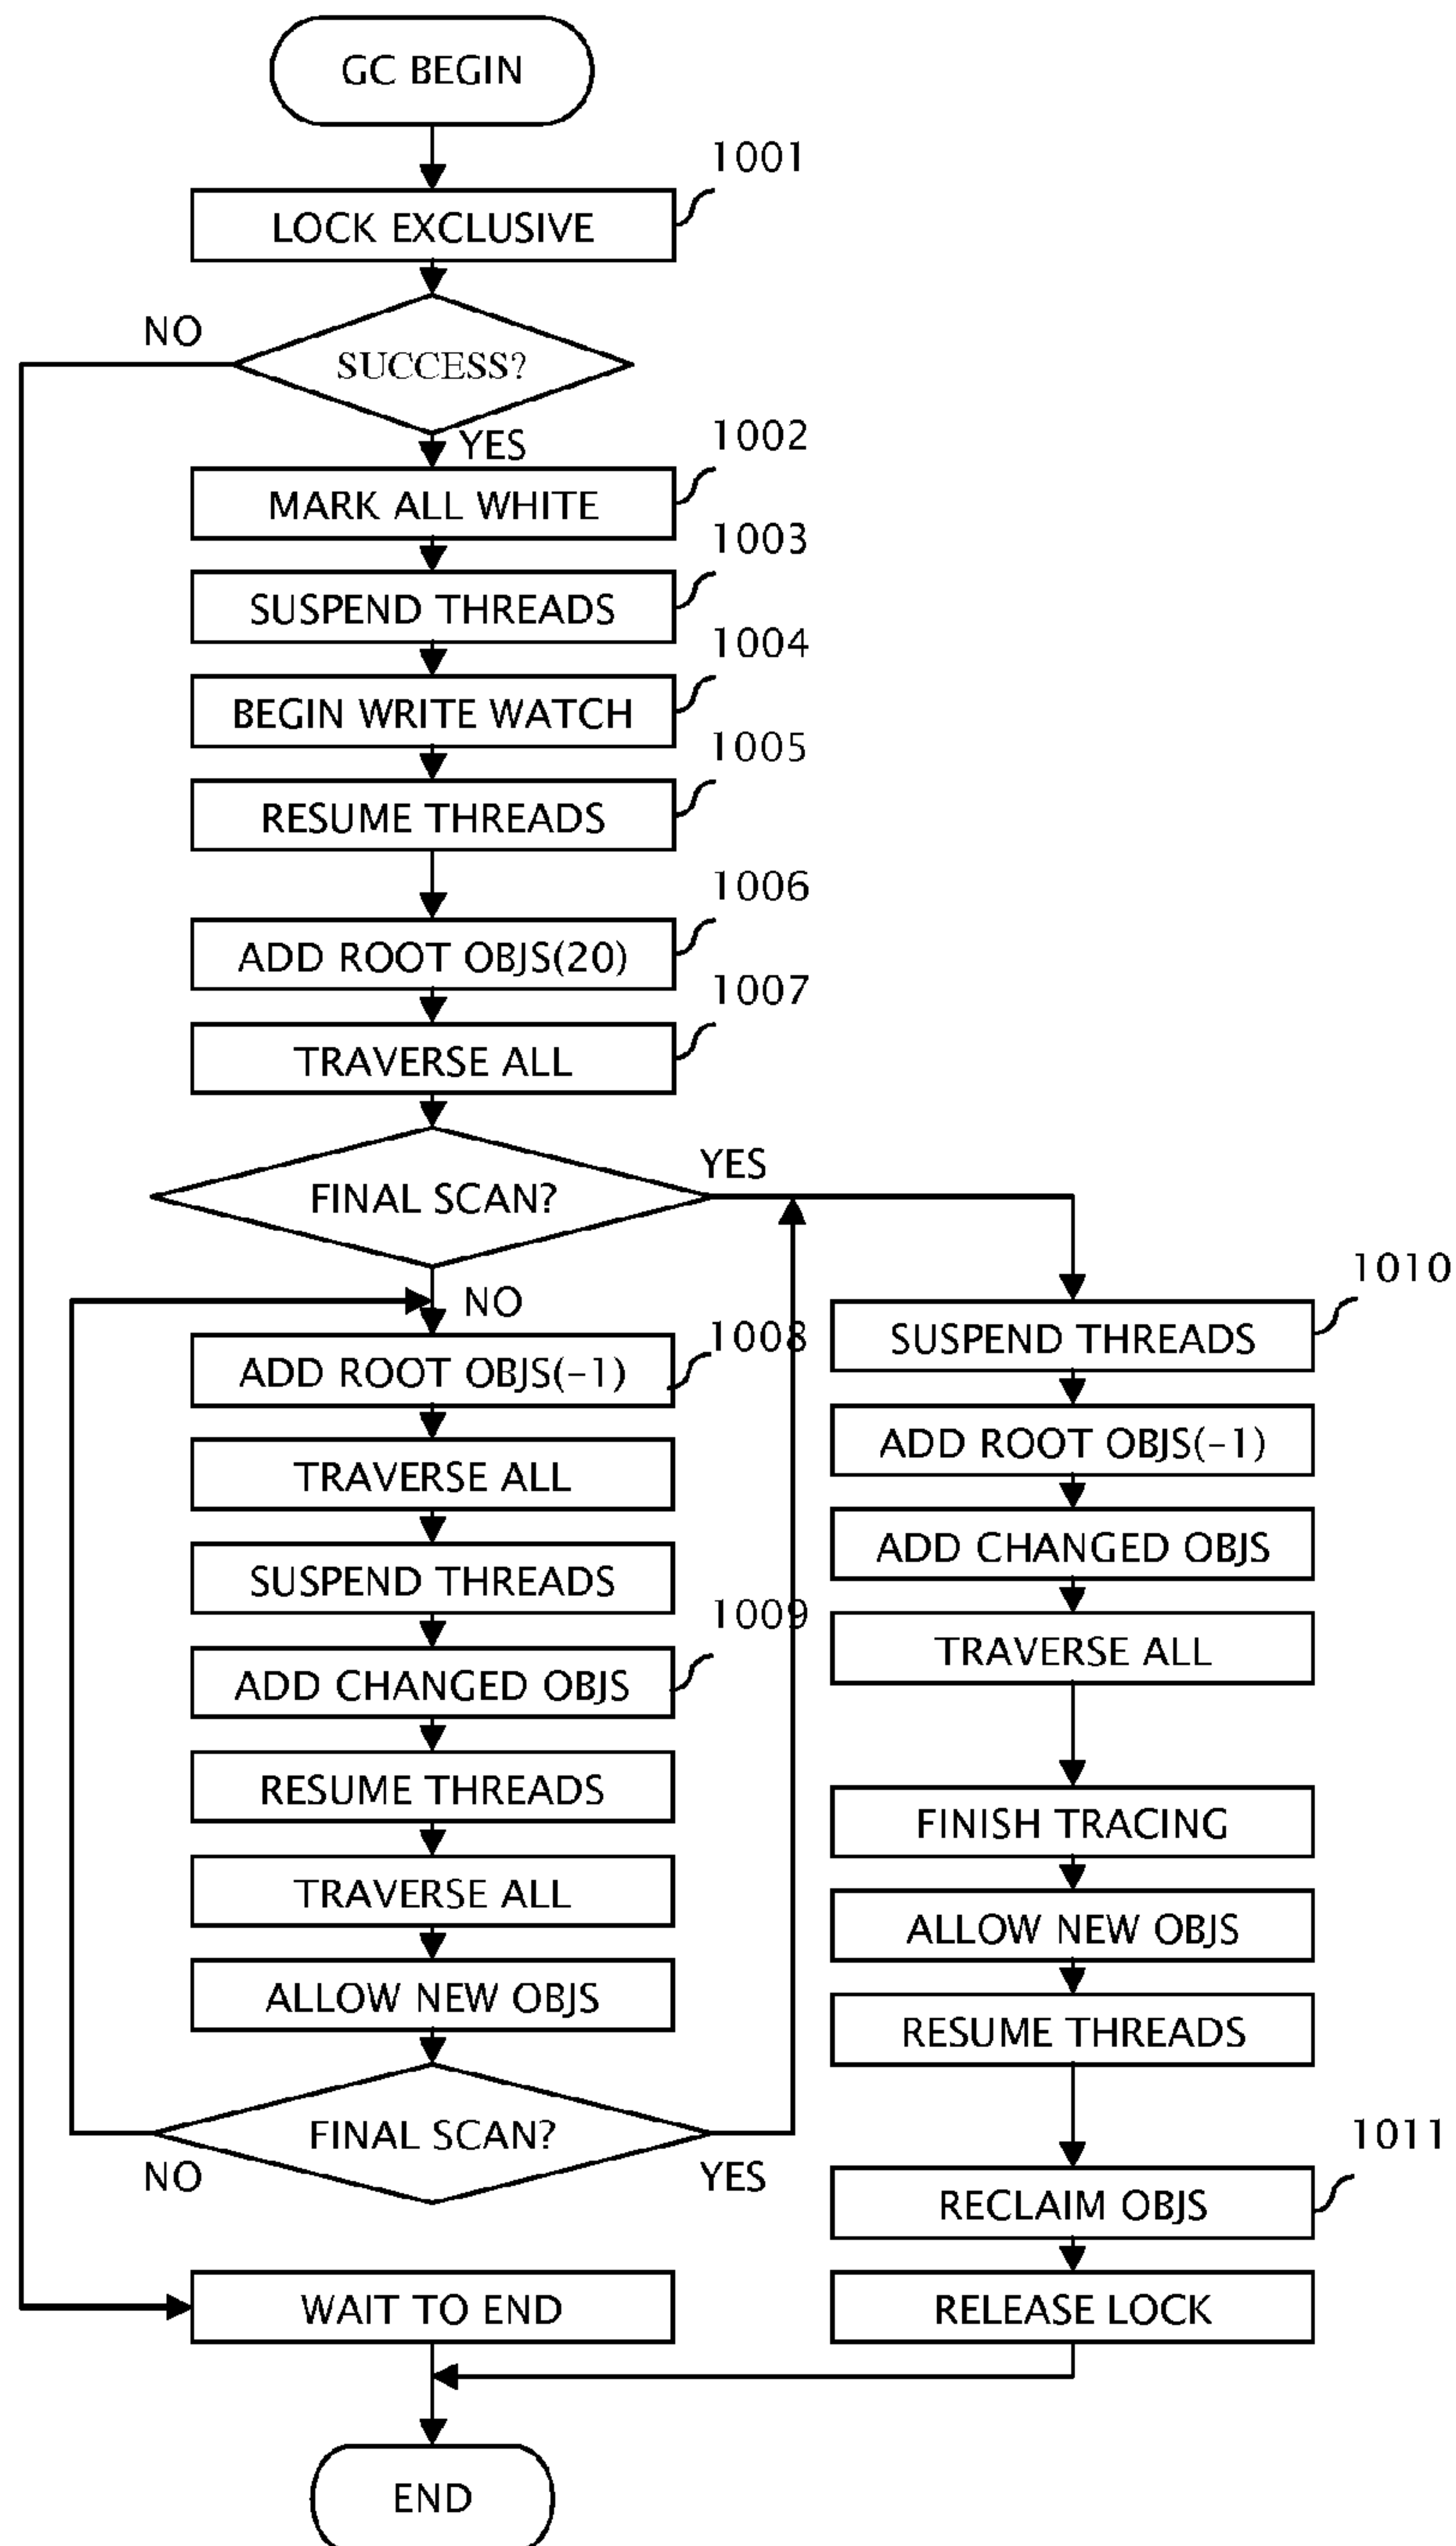 GC BEGIN
1001
LOCK EXCLUSIVE
NO
SUCCESS?
YES
1002
MARK ALL WHITE
1003
SUSPEND THREADS
1004
BEGIN WRITE WATCH
1005
RESUME THREADS
1006
ADD ROOT OBJS(20)
1007
TRAVERSE ALL
FINAL SCAN?
YES
NO
1008
ADD ROOT OBJS(-1)
TRAVERSE ALL
SUSPEND THREADS
1009
ADD CHANGED OBJS
RESUME THREADS
TRAVERSE ALL
ALLOW NEW OBJS
FINAL SCAN?
NO
YES
1010
SUSPEND THREADS
ADD ROOT OBJS(-1)
ADD CHANGED OBJS
TRAVERSE ALL
FINISH TRACING
ALLOW NEW OBJS
RESUME THREADS
1011
RECLAIM OBJS
RELEASE LOCK
WAIT TO END
END